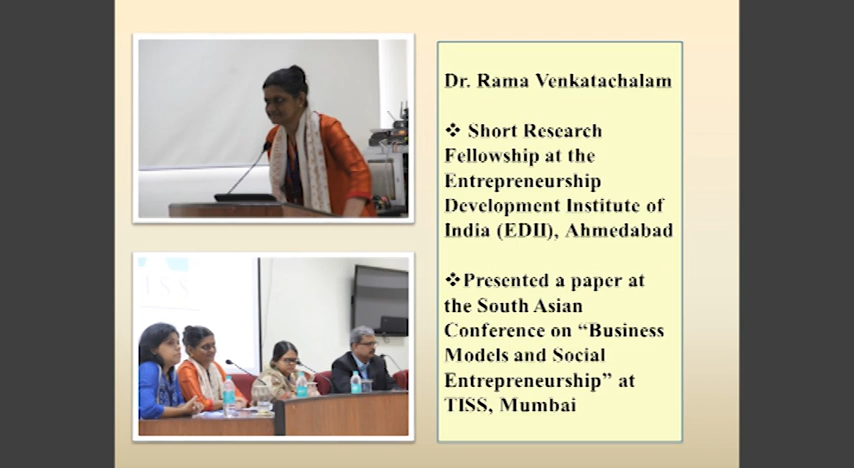 Dr. Rama Venkatachalam
❖ Short Research
Fellowship at the
Entrepreneurship
Development Institute of
India (EDII), Ahmedabad
❖Presented a paper at
the South Asian
Conference on “Business
Models and Social
Entrepreneurship” at
TISS, Mumbai